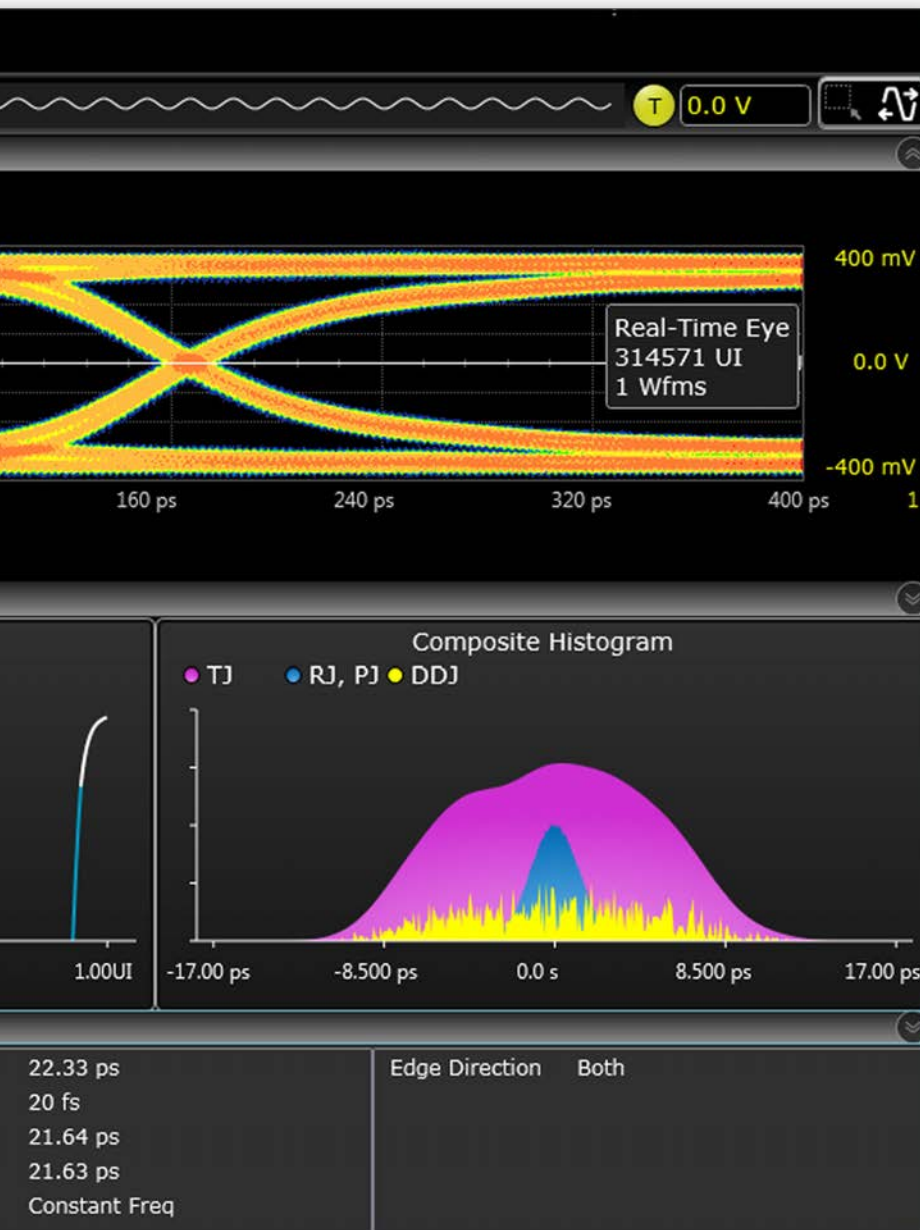 T 0.0 V
400 mV
Real-Time Eye
314571 UI
1 Wfms
0.0 V
-400 mV
160 ps 240 ps 320 ps 400 ps 1
Composite Histogram
TJ RJ, PJ DDJ
1.00UI -17.00 ps -8.500 ps 0.0 s 8.500 ps 17.00 ps
22.33 ps Edge Direction Both
20 fs
21.64 ps
21.63 ps
Constant Freq